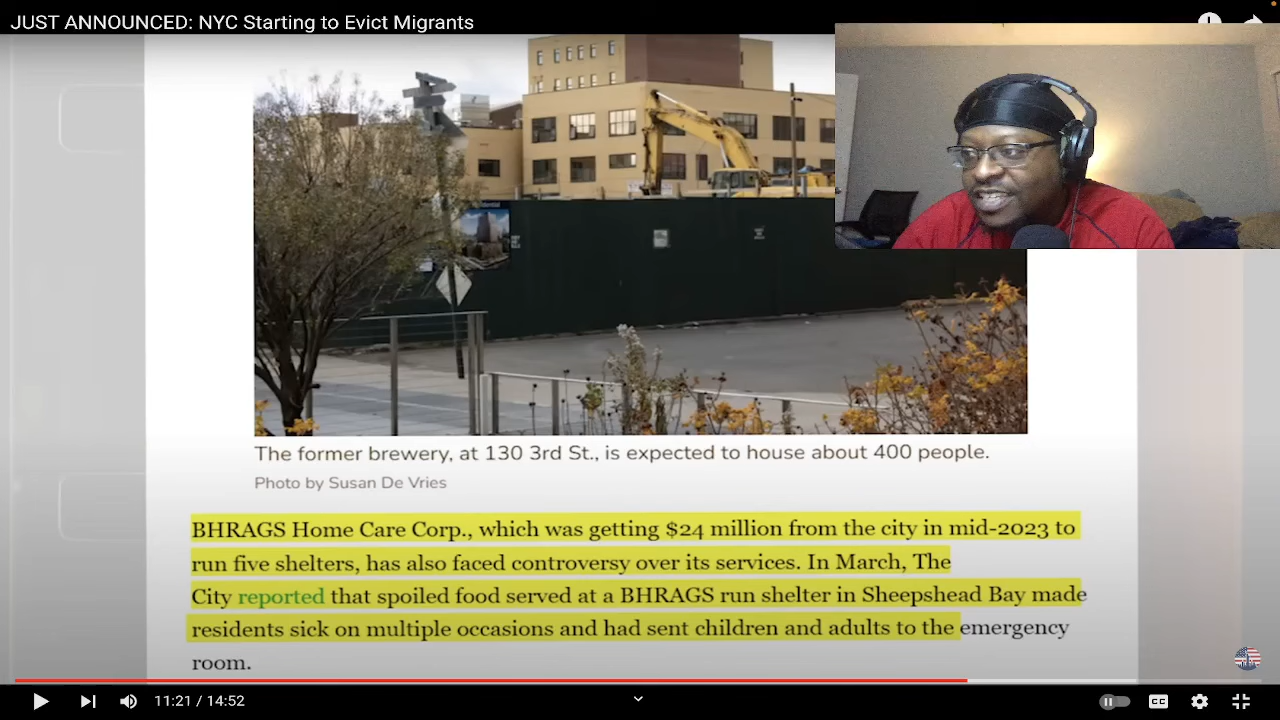 JUST ANNOUNCED: NYC Starting to Evict Migrants
The former brewery, at 130 3rd St., is expected to house about 400 people.
Photo by Susan De Vries
BHRAGS Home Care Corp., which was getting $24 million from the city in mid-2023 to
run five shelters, has also faced controversy over its services. In March, The
City reported that spoiled food served at a BHRAGS run shelter in Sheepshead Bay made
residents sick on multiple occasions and had sent children and adults to the emergency
room.
11:21 / 14:52
CC